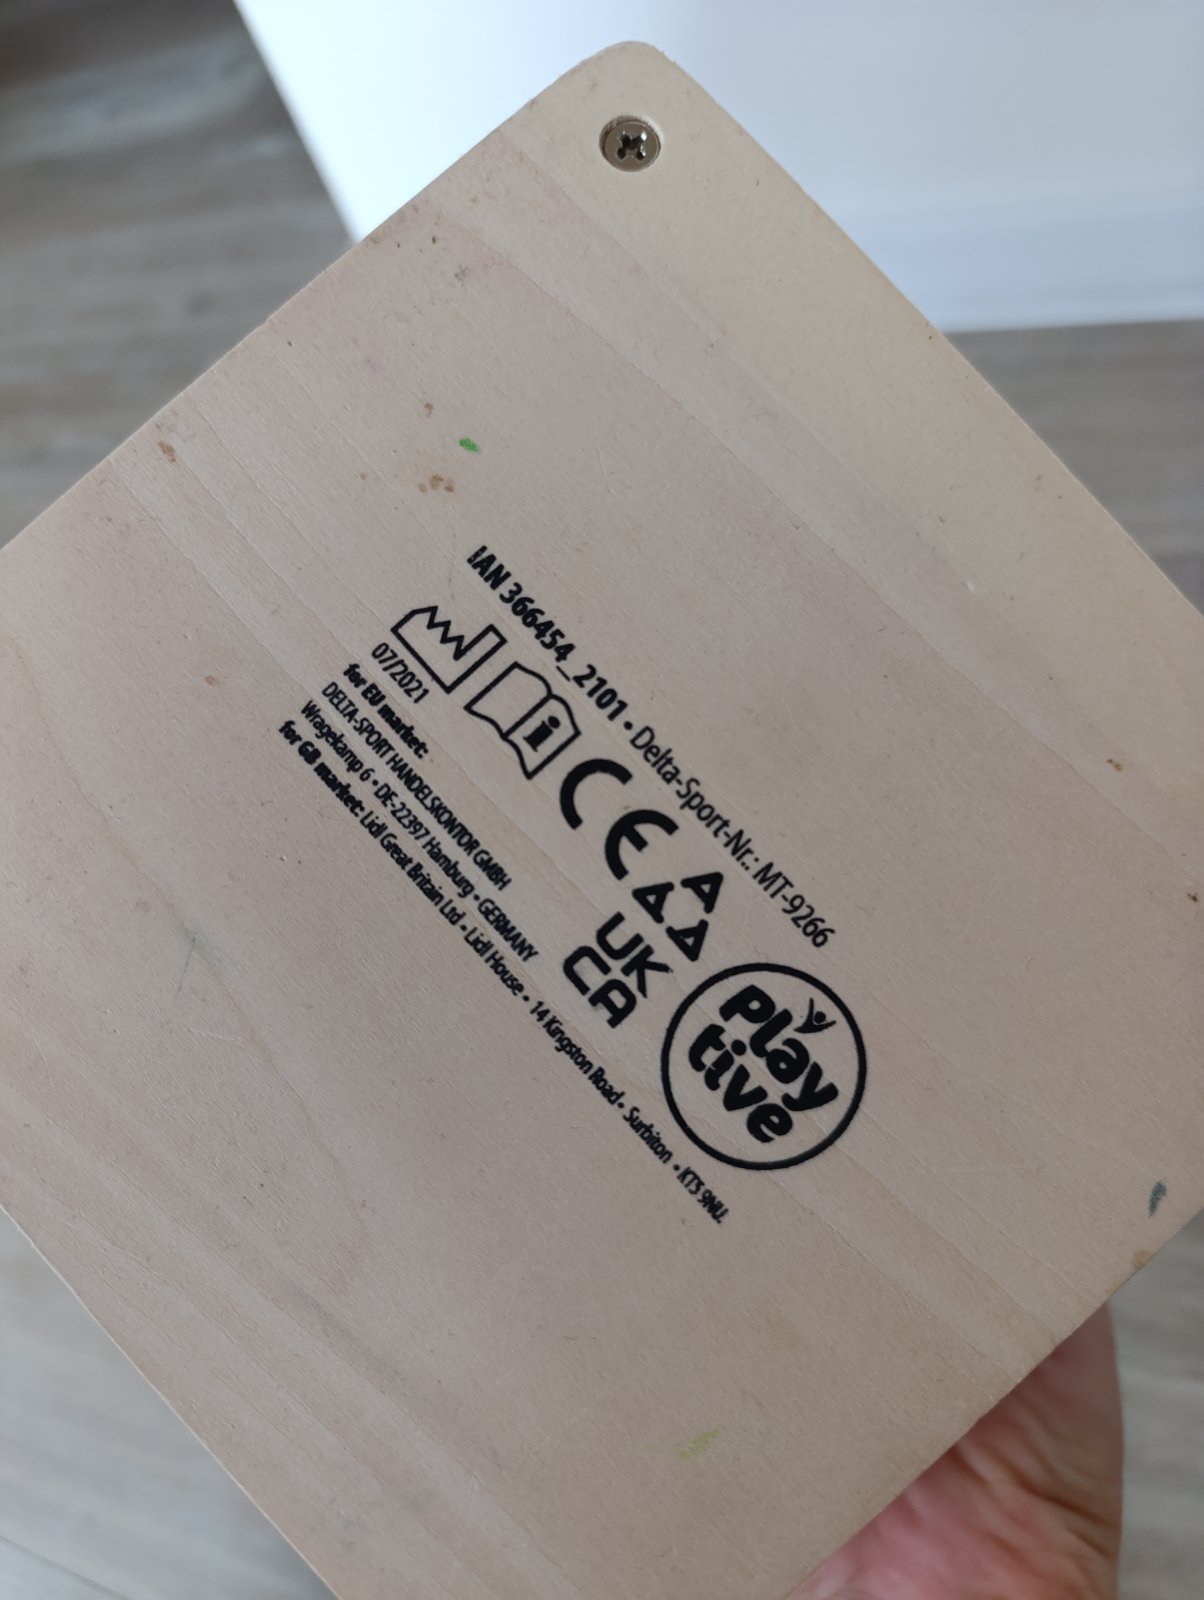 IAN 366454_2101 • Delta-Sport-Nr.: MT-9266
i
CE
UK
CA
Play
tive
07/2021
for EU market:
DELTA-SPORT HANDELSKONTOR GMBH
Wragekamp 6 • DE-22397 Hamburg • GERMANY
for GB market: Lidl Great Britain Ltd • Lidl House • 14 Kingston Road • Surbiton • KT5 9NU.